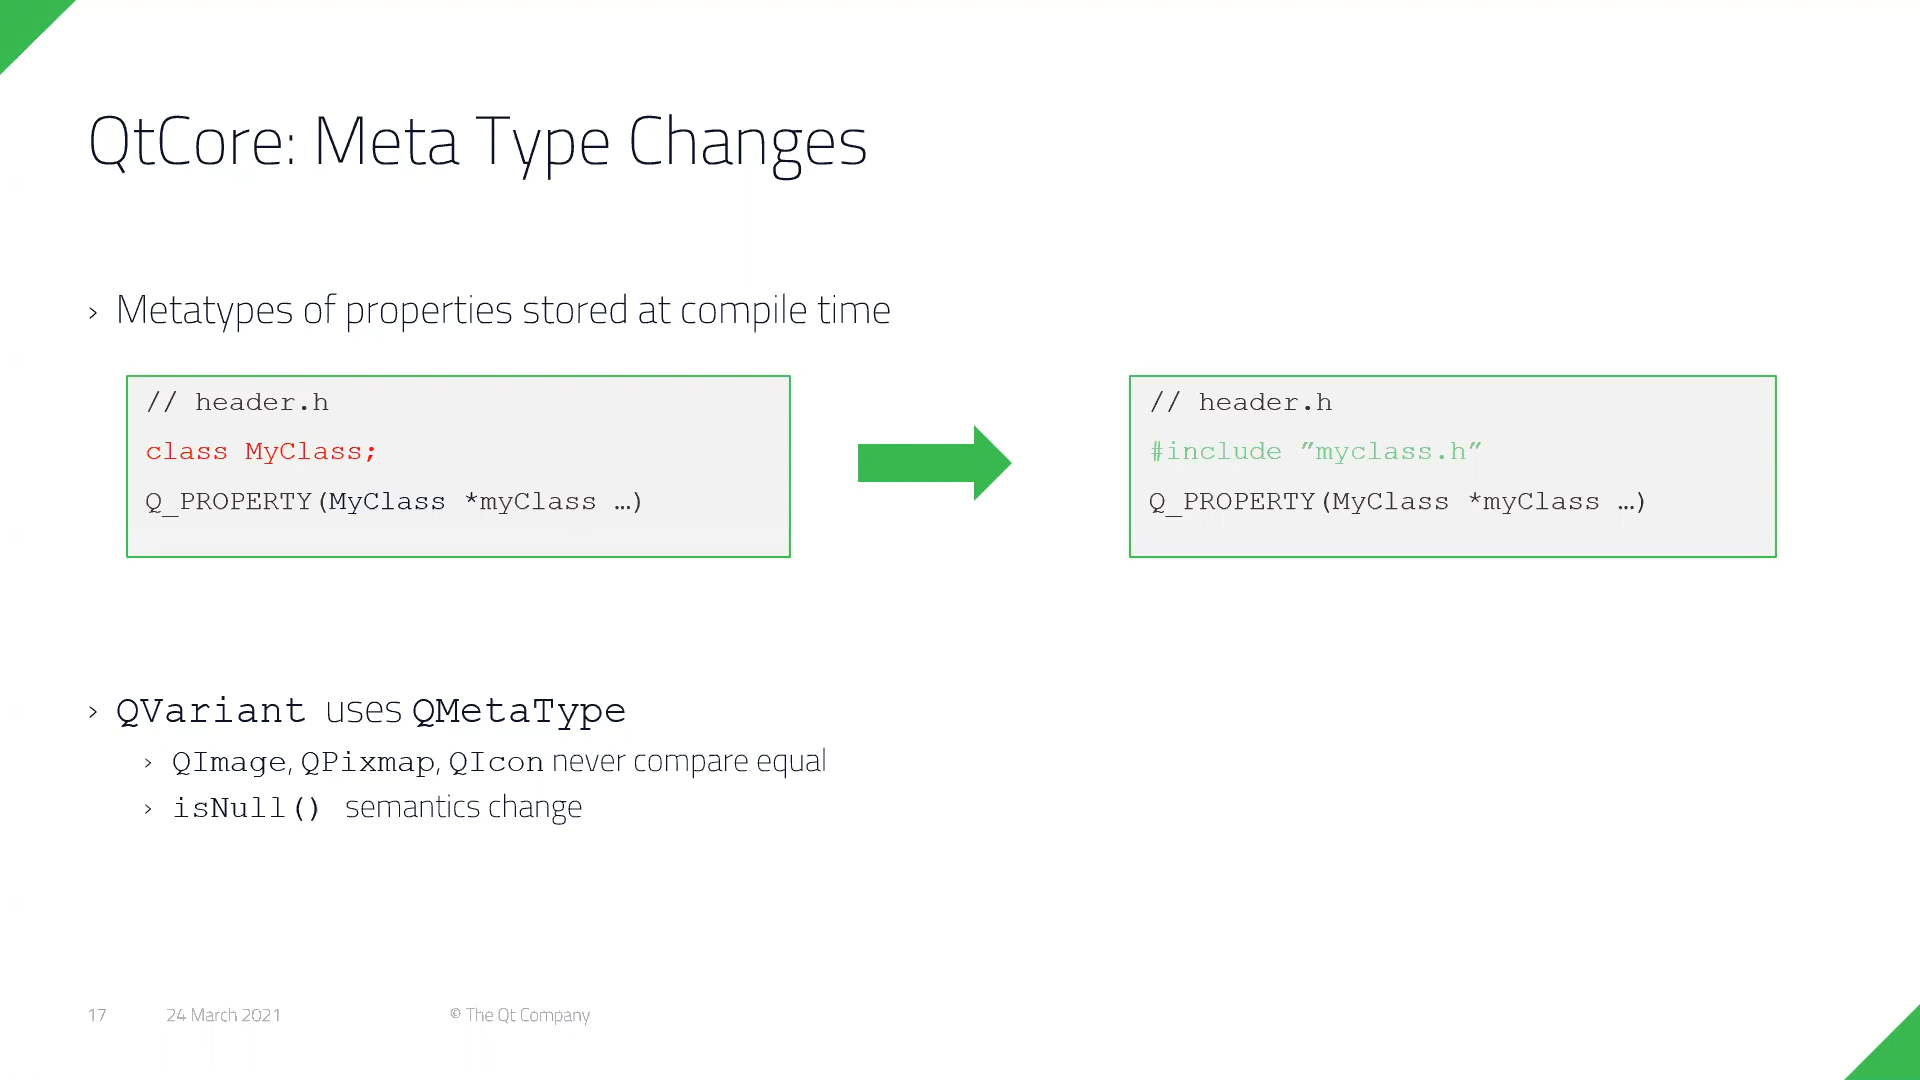 QtCore: Meta Type Changes
› Metatypes of properties stored at compile time
// header.h
class MyClass;
Q_PROPERTY(MyClass *myClass …)
// header.h
#include ”myclass.h”
Q_PROPERTY(MyClass *myClass …)
› QVariant uses QMetaType
› QImage, QPixmap, QIcon never compare equal
› isNull() semantics change
17 24 March 2021 © The Qt Company